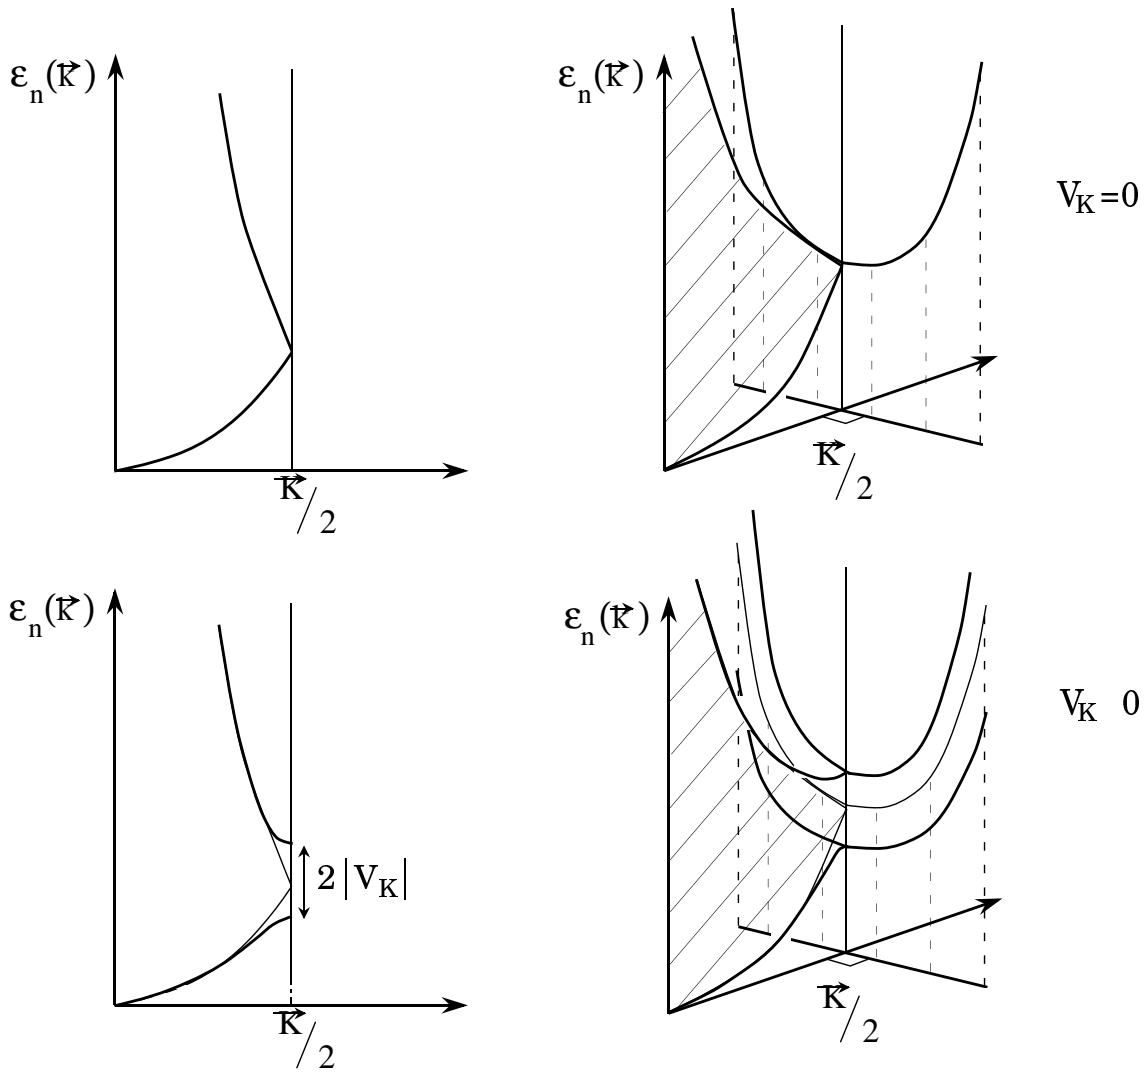 εn(k)
εn(k)
VK=0
K/2
K/2
εn(k)
εn(k)
VK 0
2|VK|
K/2
K/2